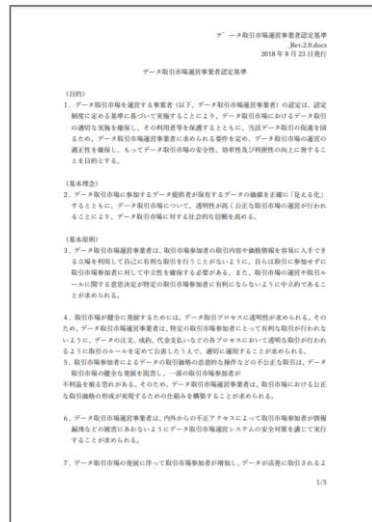 データ取引市場運営事業者認定基準
_Rev.2.0.docx
2018年8月23日発行
データ取引市場運営事業者認定基準
（目的）
1．データ取引市場を運営する事業者（以下、データ取引市場運営事業者）の認定は、認定
制度に定める基準に基づいて実施することにより、データ取引市場におけるデータ取引
の適切な実施を確保し、その利用者等を保護するとともに、当該データ取引の促進を図
るため、データ取引市場運営事業者に求められる要件を定め、データ取引市場の運営の
適正性を確保し、もってデータ取引市場の安全性、効率性及び利便性の向上に資するこ
とを目的とする。
（基本理念）
2．データ取引市場に参加するデータ提供者が保有するデータの価値を正確に「見える化」
するとともに、データ取引市場について、透明性が高く公正な取引市場の運営が行われ
ることにより、データ取引市場に対する社会的な信頼を高める。
（基本原則）
3．データ取引市場運営事業者は、取引市場参加者の取引内容や価格情報を容易に入手でき
る立場を利用して自己に有利な取引を行うことがないように、自らは取引に参加せずに
取引市場参加者に対して中立性を確保する必要がある。また、取引市場の運営や取引ル
ールに関する意思決定が特定の取引市場参加者に有利にならないように中立的であるこ
とが求められる。
4．取引市場が健全に発展するためには、データ取引プロセスに透明性が求められる。その
ため、データ取引市場運営事業者は、特定の取引市場参加者にとって有利な取引が行われな
いように、データの注文、成約、代金支払いなどの各プロセスにおいて透明な取引が行われ
るように取引のルールを定めて公表したうえで、適切に運用することが求められる。
5．取引市場参加者によるデータの取引価格の恣意的な操作などの不公正な取引は、データ
取引市場の健全な発展を阻害し、一部の取引市場参加者が
不利益を被る恐れがある。そのため、データ取引市場運営事業者は、取引市場における公正
な取引価格の形成が実現するための仕組みを構築することが求められる。
6．データ取引市場運営事業者は、内外からの不正アクセスによって取引市場参加者が情報
漏洩などの被害にあわないようにデータ取引市場運営システムの安全対策を講じて実行
することが求められる。
7．データ取引市場の発展に伴って取引市場参加者が増加し、データが活発に取引されるよ
1/5